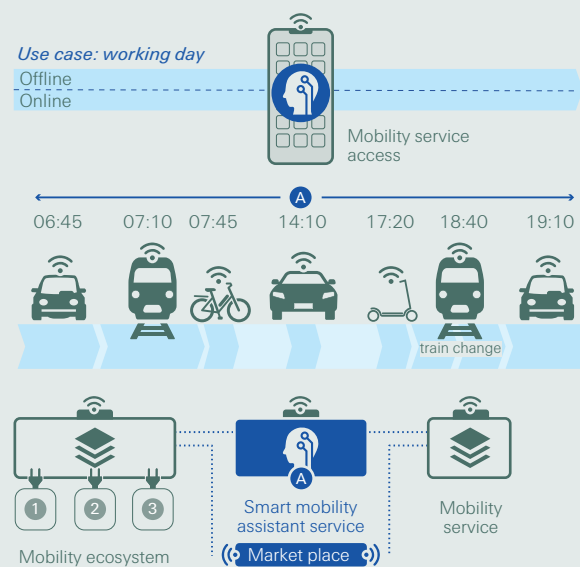 Use case: working day
Offline
Online
Mobility service
access
A
06:45 07:10 07:45 14:10 17:20 18:40 19:10
train change
A
1 2 3
Smart mobility
assistant service
Mobility
service
Mobility ecosystem
Market place